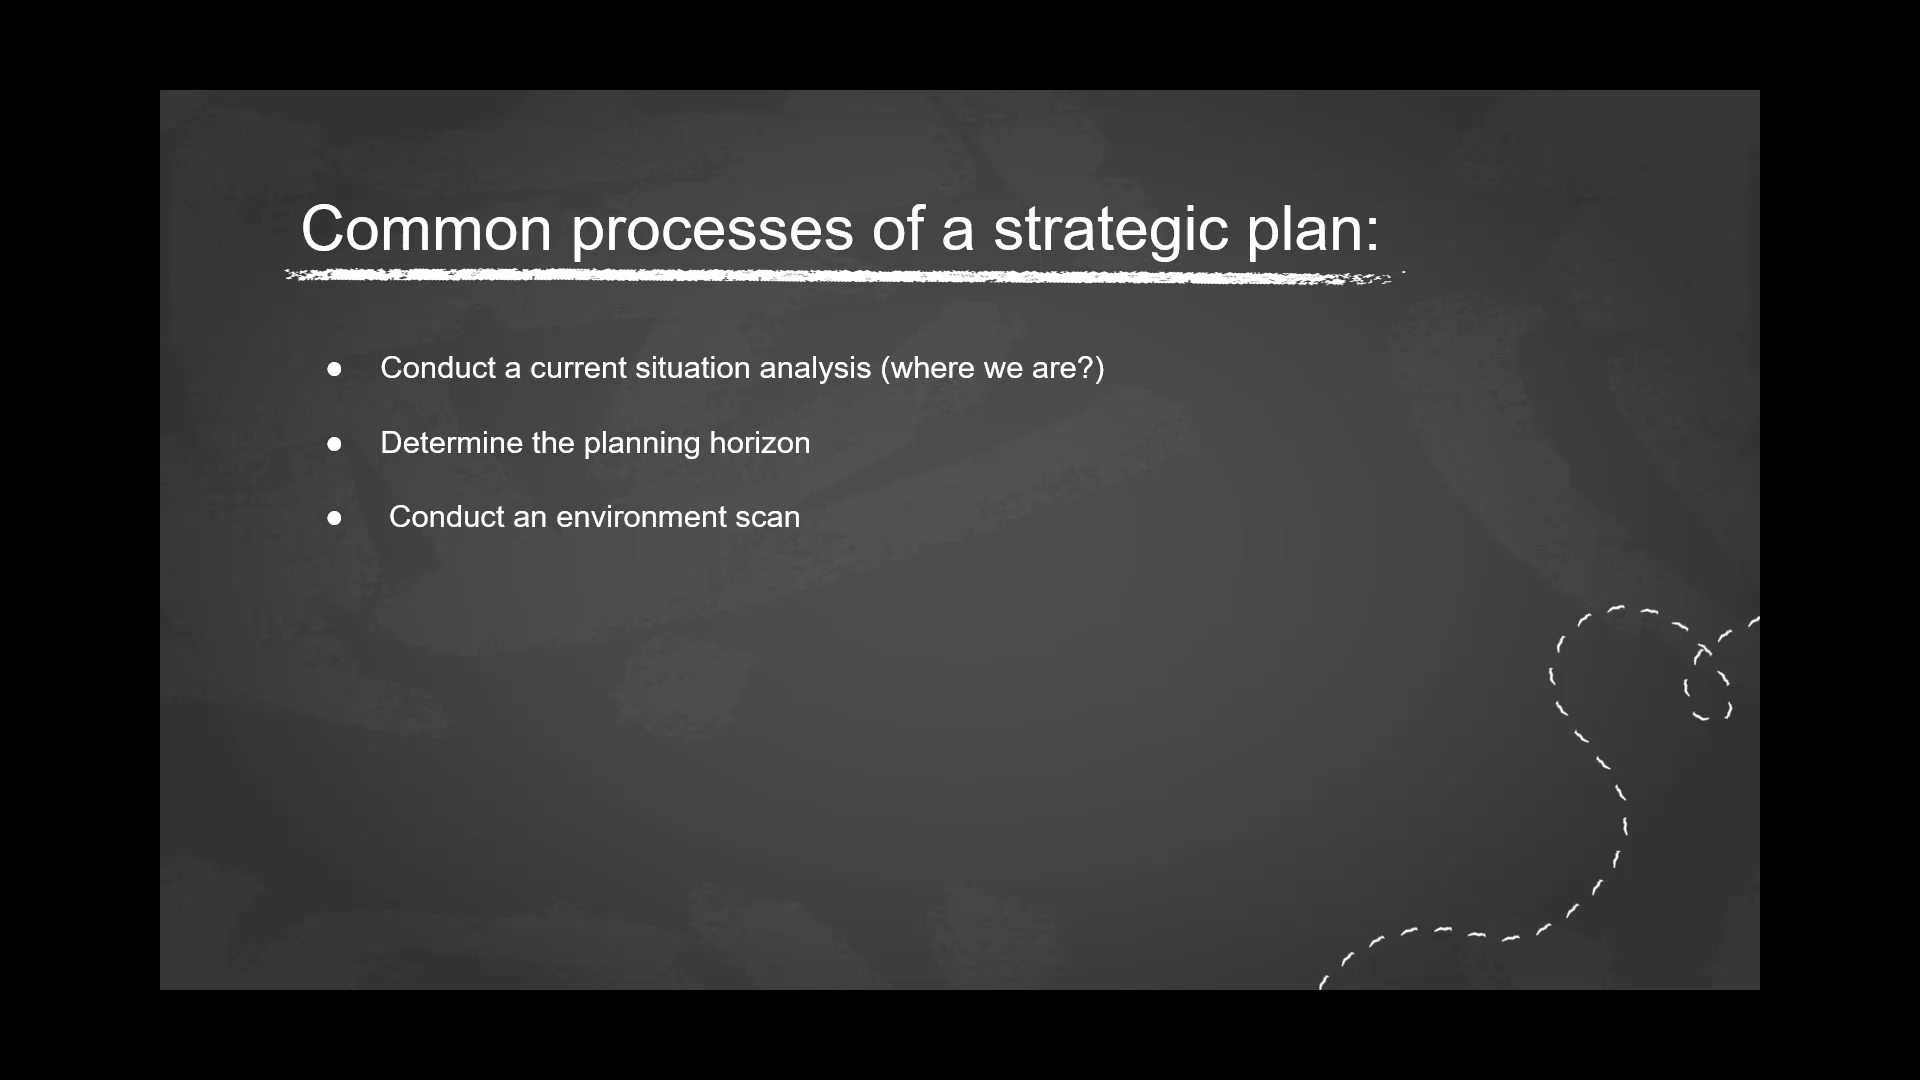 Common processes of a strategic plan:
● Conduct a current situation analysis (where we are?)
● Determine the planning horizon
● Conduct an environment scan